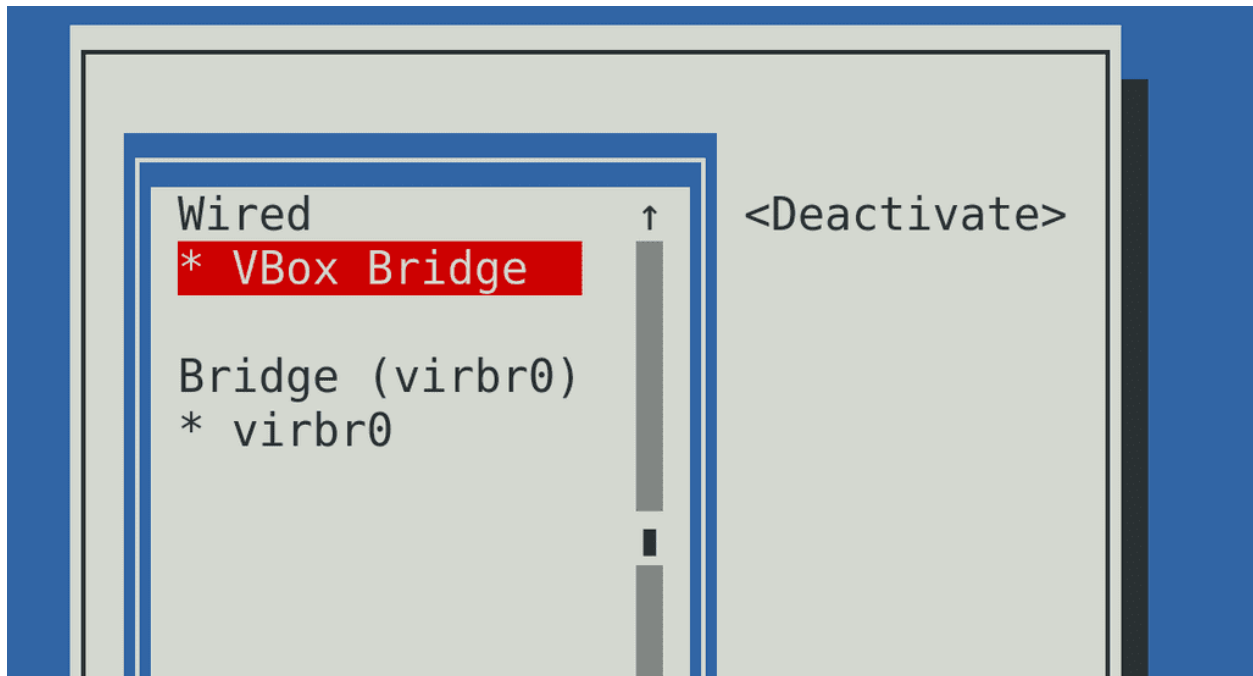 Wired ↑ <Deactivate>
* VBox Bridge
Bridge (virbr0)
* virbr0